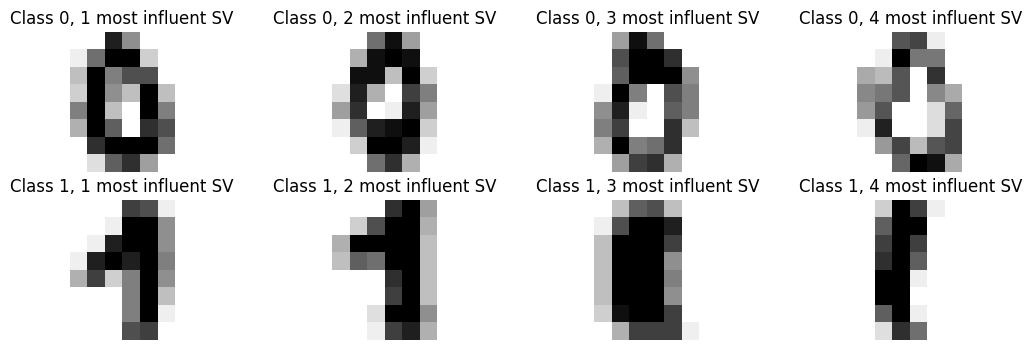 Class 0, 1 most influent SV
Class 0, 2 most influent SV
Class 0, 3 most influent SV
Class 0, 4 most influent SV
Class 1, 1 most influent SV
Class 1, 2 most influent SV
Class 1, 3 most influent SV
Class 1, 4 most influent SV